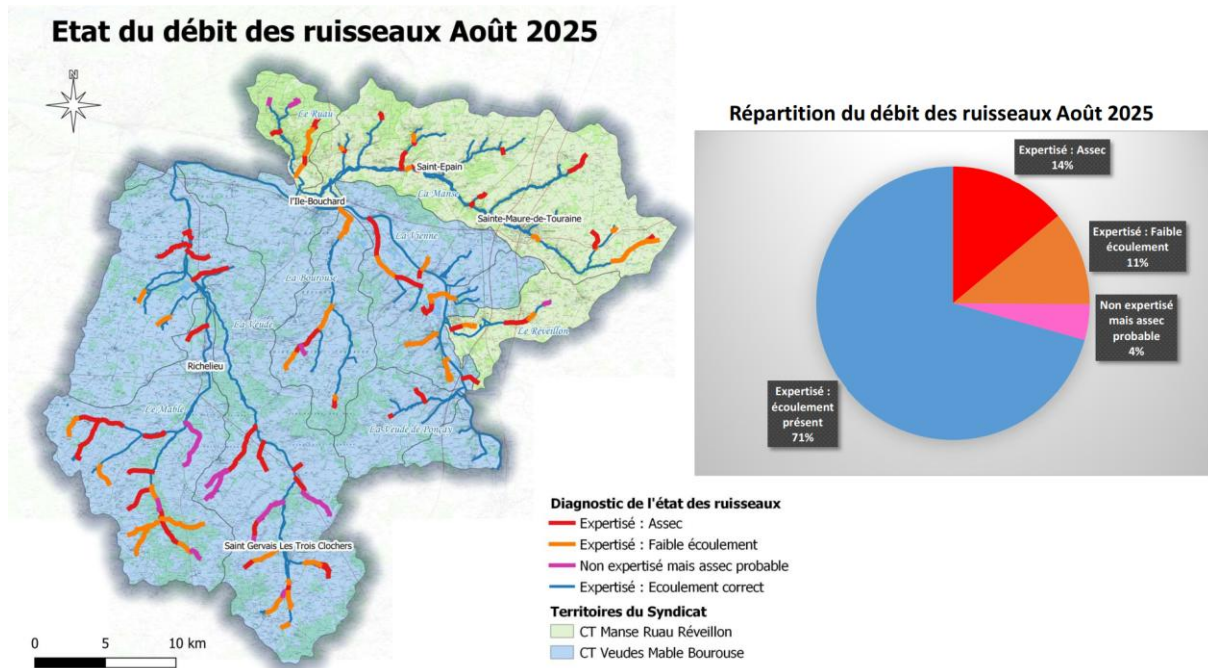 Etat du débit des ruisseaux Août 2025
N
Le Ruau
Saint-Epain
La Manse
l'Ile-Bouchard
Sainte-Maure-de-Touraine
La Vienne
La Bourouse
La Veude
Le Réveillon
Richelieu
Le Mable
La Veude de Ponçay
Saint Gervais Les Trois Clochers
0 5 10 km
Répartition du débit des ruisseaux Août 2025
Expertisé : Assec
14%
Expertisé : Faible
écoulement
11%
Non expertisé
mais assec
probable
4%
Expertisé :
écoulement
présent
71%
Diagnostic de l'état des ruisseaux
Expertisé : Assec
Expertisé : Faible écoulement
Non expertisé mais assec probable
Expertisé : Ecoulement correct
Territoires du Syndicat
CT Manse Ruau Réveillon
CT Veudes Mable Bourouse